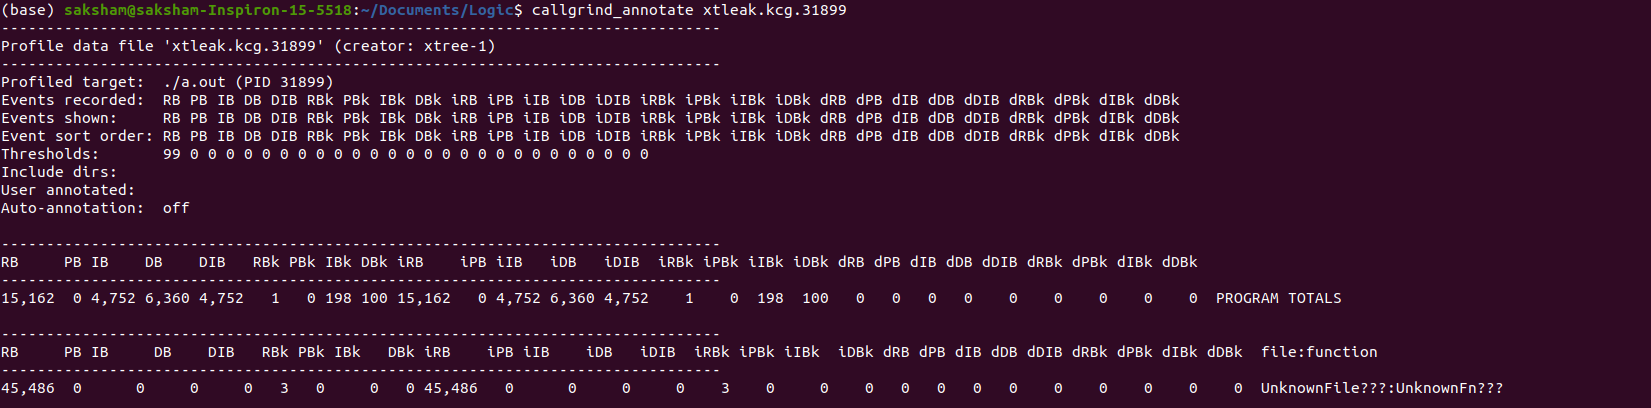 (base) saksham@saksham-Inspiron-15-5518:~/Documents/Logic$ callgrind_annotate xtleak.kcg.31899
--------------------------------------------------------------------------------
Profile data file 'xtleak.kcg.31899' (creator: xtree-1)
--------------------------------------------------------------------------------
Profiled target:  ./a.out (PID 31899)
Events recorded:  RB PB IB DB DIB RBk PBk IBk DBk iRB iPB iIB iDB iDIB iRBk iPBk iIBk iDBk dRB dPB dIB dDB dDIB dRBk dPBk dIBk dDBk
Events shown:     RB PB IB DB DIB RBk PBk IBk DBk iRB iPB iIB iDB iDIB iRBk iPBk iIBk iDBk dRB dPB dIB dDB dDIB dRBk dPBk dIBk dDBk
Event sort order: RB PB IB DB DIB RBk PBk IBk DBk iRB iPB iIB iDB iDIB iRBk iPBk iIBk iDBk dRB dPB dIB dDB dDIB dRBk dPBk dIBk dDBk
Thresholds:       99 0 0 0 0 0 0 0 0 0 0 0 0 0 0 0 0 0 0 0 0 0 0 0 0 0 0
Include dirs:
User annotated:
Auto-annotation:  off
--------------------------------------------------------------------------------
RB     PB IB    DB    DIB   RBk PBk IBk DBk iRB    iPB iIB   iDB   iDIB  iRBk iPBk iIBk iDBk dRB dPB dIB dDB dDIB dRBk dPBk dIBk dDBk
--------------------------------------------------------------------------------
15,162  0 4,752 6,360 4,752   1   0 198 100 15,162   0 4,752 6,360 4,752    1    0  198  100   0   0   0   0    0    0    0    0    0  PROGRAM TOTALS
--------------------------------------------------------------------------------
RB     PB IB     DB    DIB   RBk PBk IBk   DBk iRB    iPB iIB    iDB   iDIB  iRBk iPBk iIBk  iDBk dRB dPB dIB dDB dDIB dRBk dPBk dIBk dDBk  file:function
--------------------------------------------------------------------------------
45,486  0      0     0     0   3   0     0  0 45,486   0      0     0     0    3    0     0    0   0   0   0   0    0    0    0    0    0  UnknownFile???:UnknownFn???